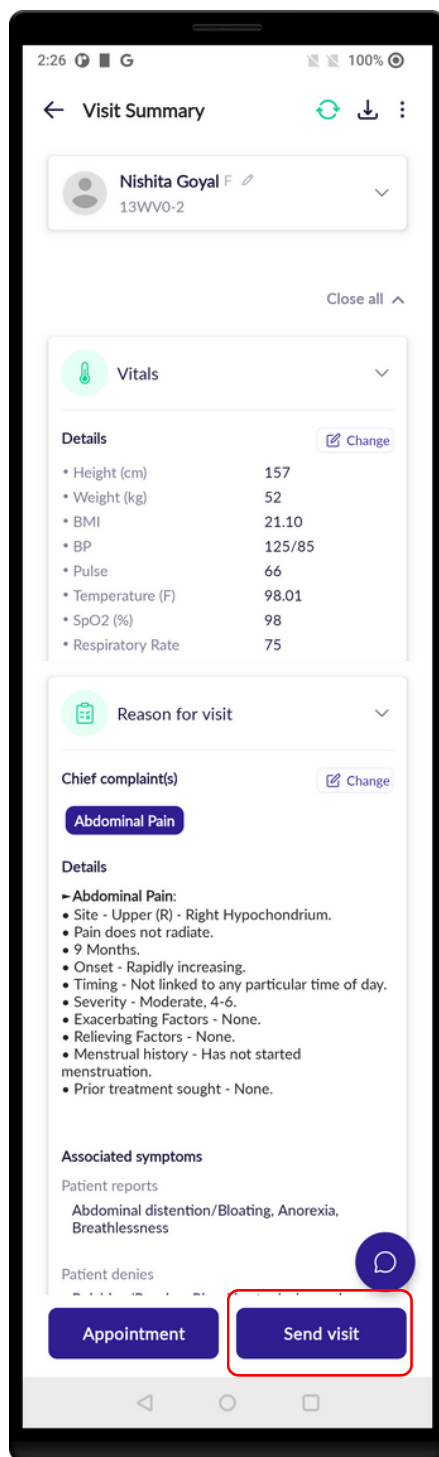 2:26 G 100%
Visit Summary
Nishita Goyal F
13WV0-2
Close all
Vitals
Details Change
• Height (cm) 157
• Weight (kg) 52
• BMI 21.10
• BP 125/85
• Pulse 66
• Temperature (F) 98.01
• SpO2 (%) 98
• Respiratory Rate 75
Reason for visit
Chief complaint(s) Change
Abdominal Pain
Details
►Abdominal Pain:
• Site - Upper (R) - Right Hypochondrium.
• Pain does not radiate.
• 9 Months.
• Onset - Rapidly increasing.
• Timing - Not linked to any particular time of day.
• Severity - Moderate, 4-6.
• Exacerbating Factors - None.
• Relieving Factors - None.
• Menstrual history - Has not started
menstruation.
• Prior treatment sought - None.
Associated symptoms
Patient reports
Abdominal distention/Bloating, Anorexia,
Breathlessness
Patient denies
Appointment Send visit